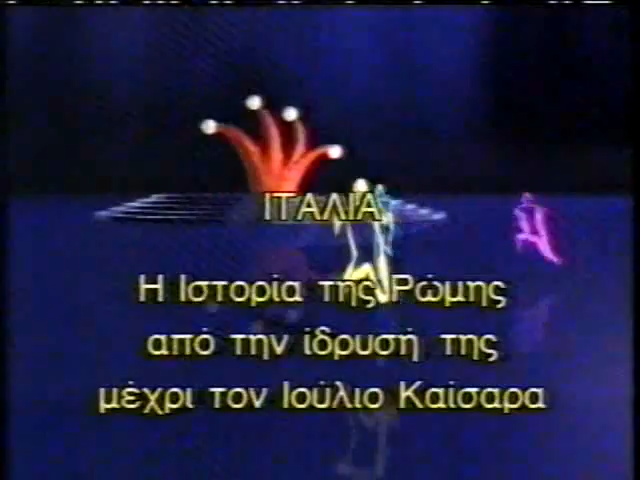 ΙΤΑΛΙΑ
Η Ιστορία της Ρώμης
από την ίδρυσή της
μέχρι τον Ιούλιο Καίσαρα